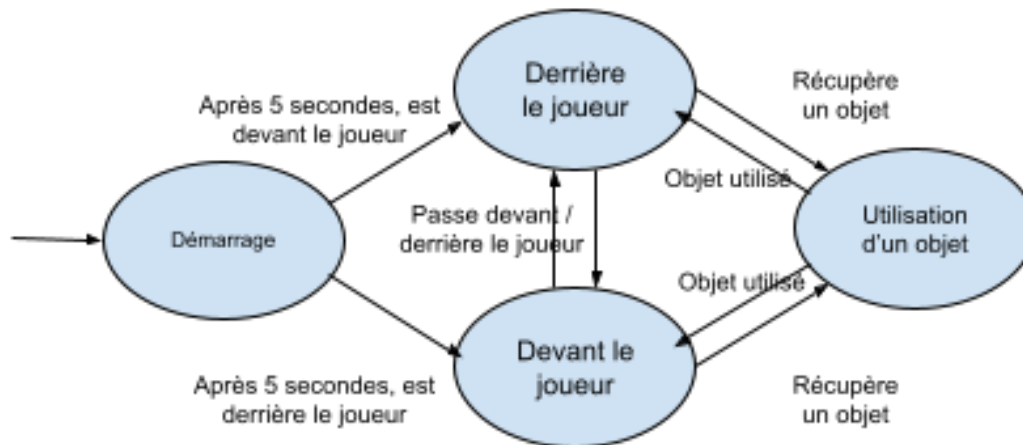 Derrière
le joueur
Récupère
un objet
Après 5 secondes, est
devant le joueur
Objet utilisé
Passe devant /
derrière le joueur
Démarrage
Utilisation
d'un objet
Objet utilisé
Devant le
joueur
Après 5 secondes, est
derrière le joueur
Récupère
un objet